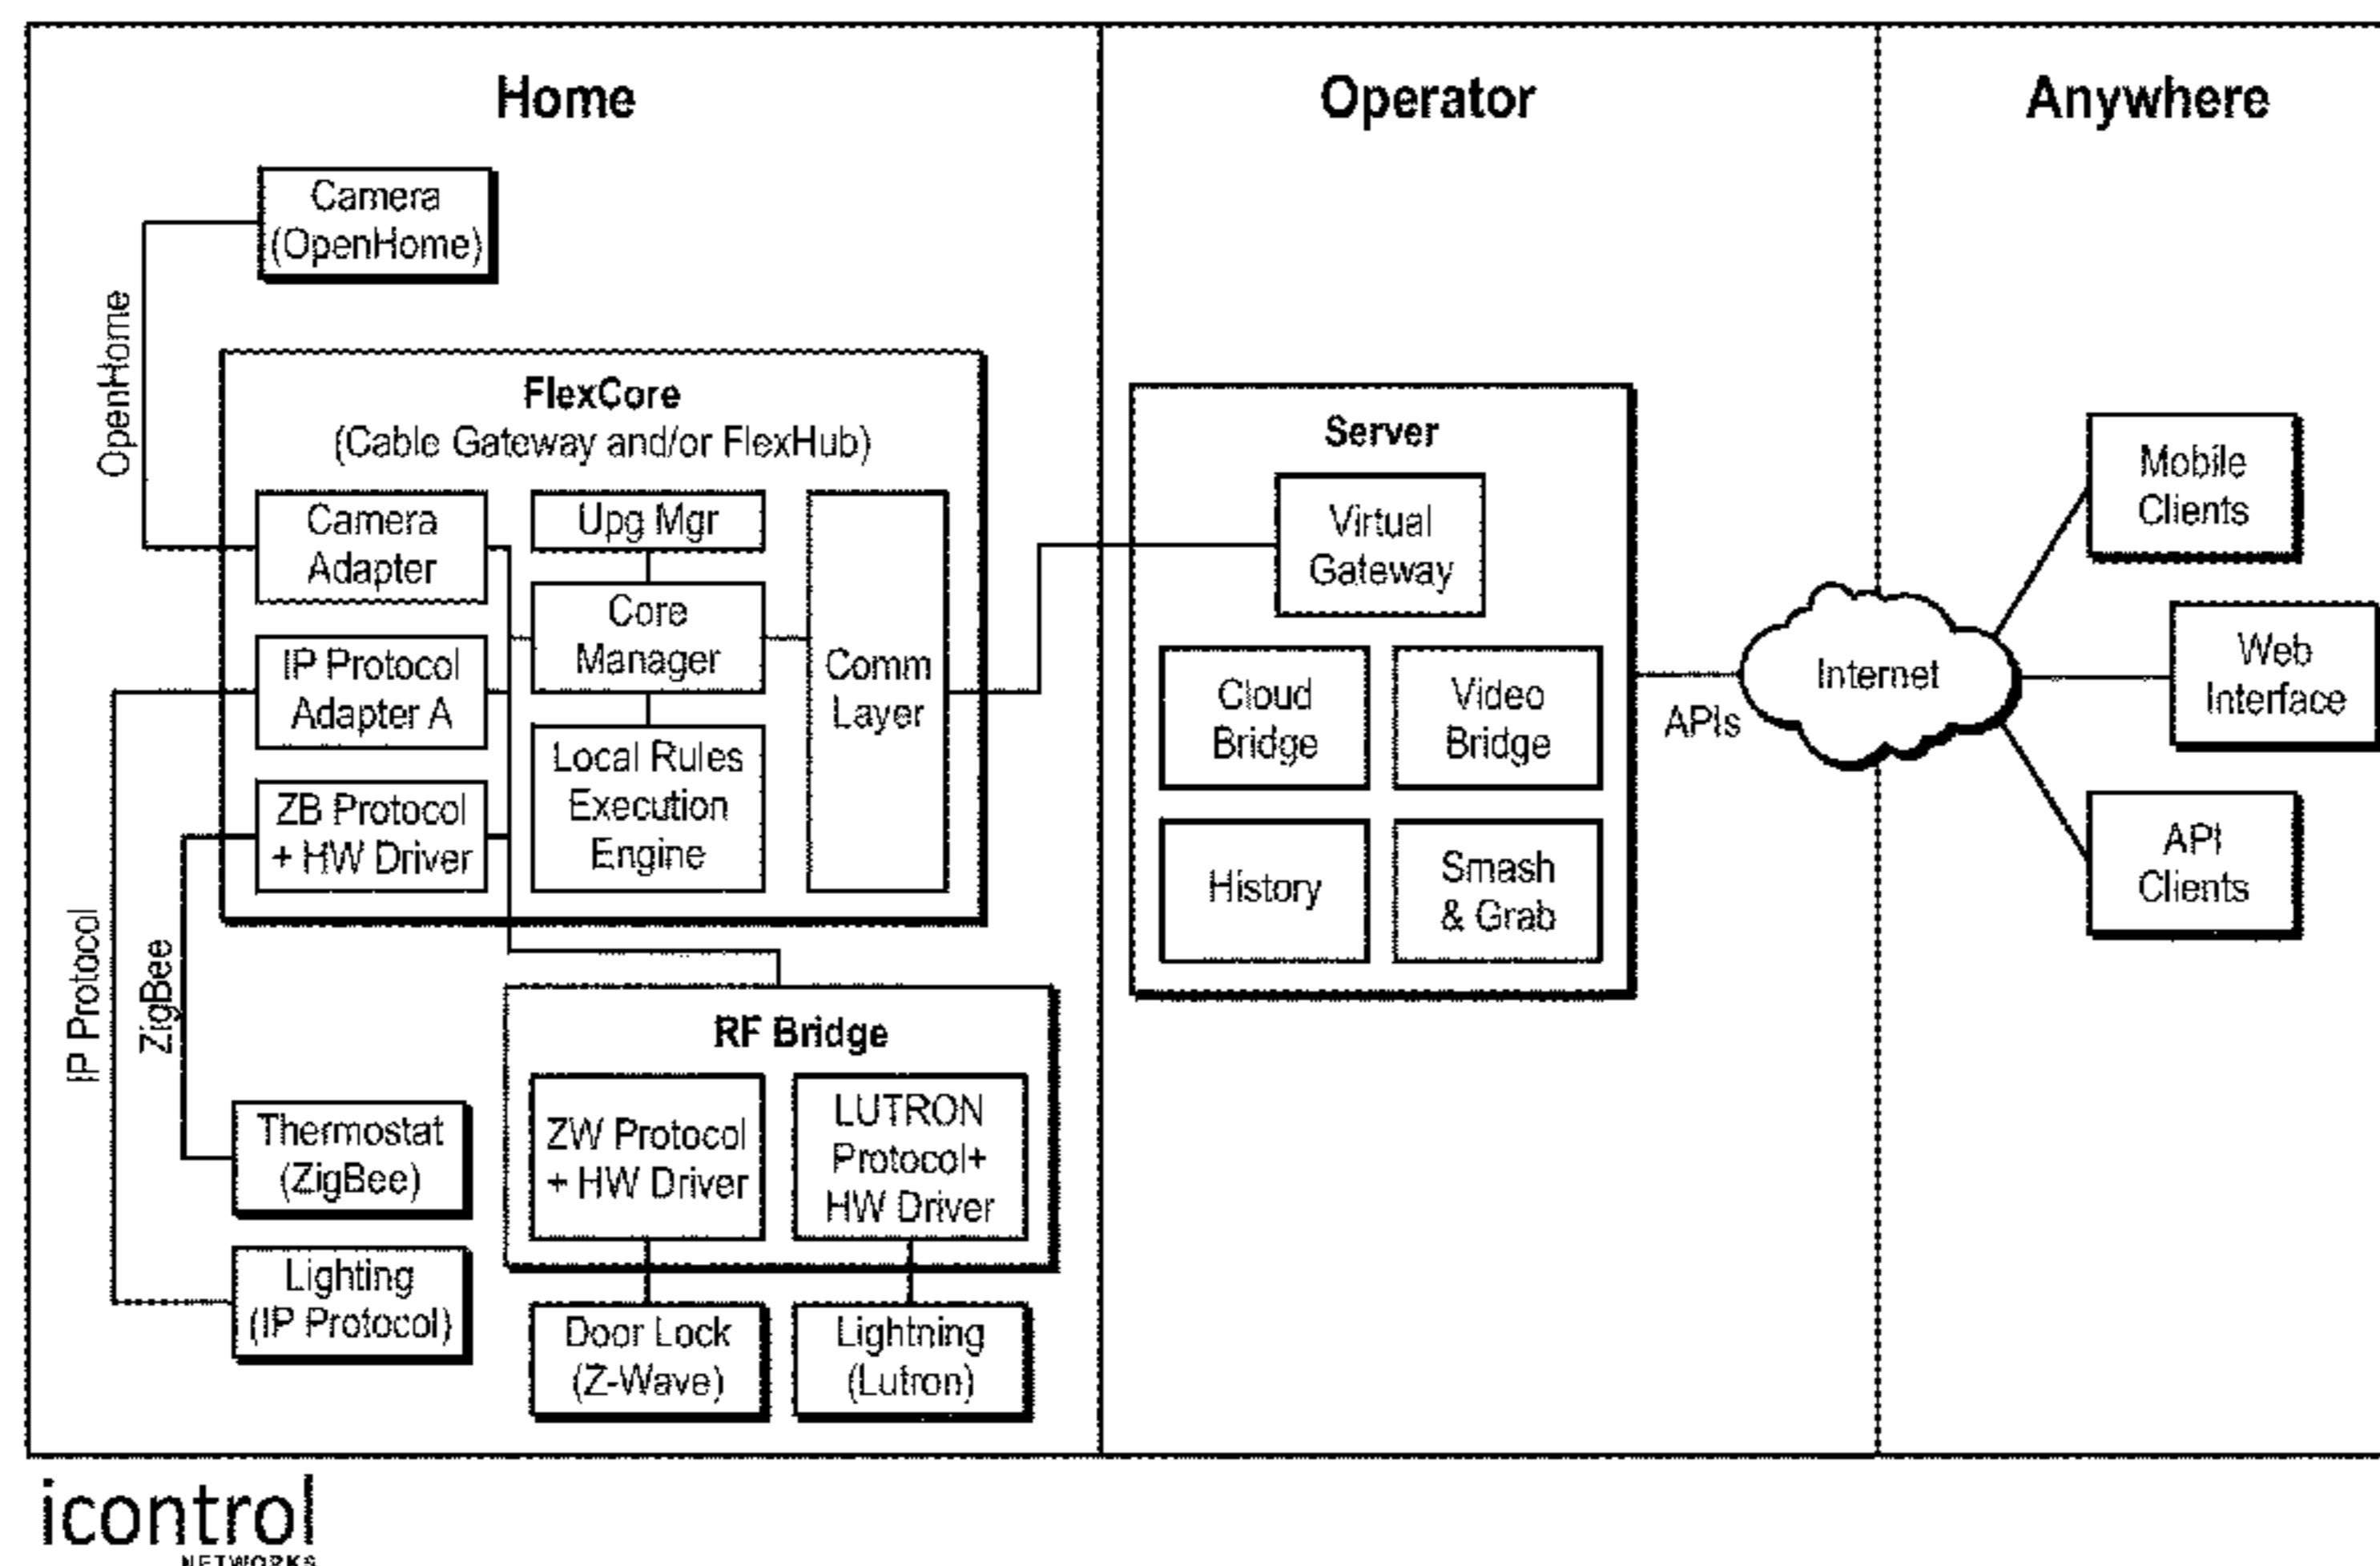 Home
Operator
Anywhere
Camera
(OpenHome)
OpenHome
FlexCore
(Cable Gateway and/or FlexHub)
Camera
Adapter
Upg Mgr
Core
Manager
IP Protocol
Adapter A
Comm
Layer
Local Rules
Execution
Engine
ZB Protocol
+ HW Driver
IP Protocol
ZigBee
RF Bridge
ZW Protocol
+ HW Driver
LUTRON
Protocol+
HW Driver
Thermostat
(ZigBee)
Lighting
(IP Protocol)
Door Lock
(Z-Wave)
Lightning
(Lutron)
Server
Virtual
Gateway
Cloud
Bridge
Video
Bridge
History
Smash
& Grab
APIs
Internet
Mobile
Clients
Web
Interface
API
Clients
icontrol
NETWORKS